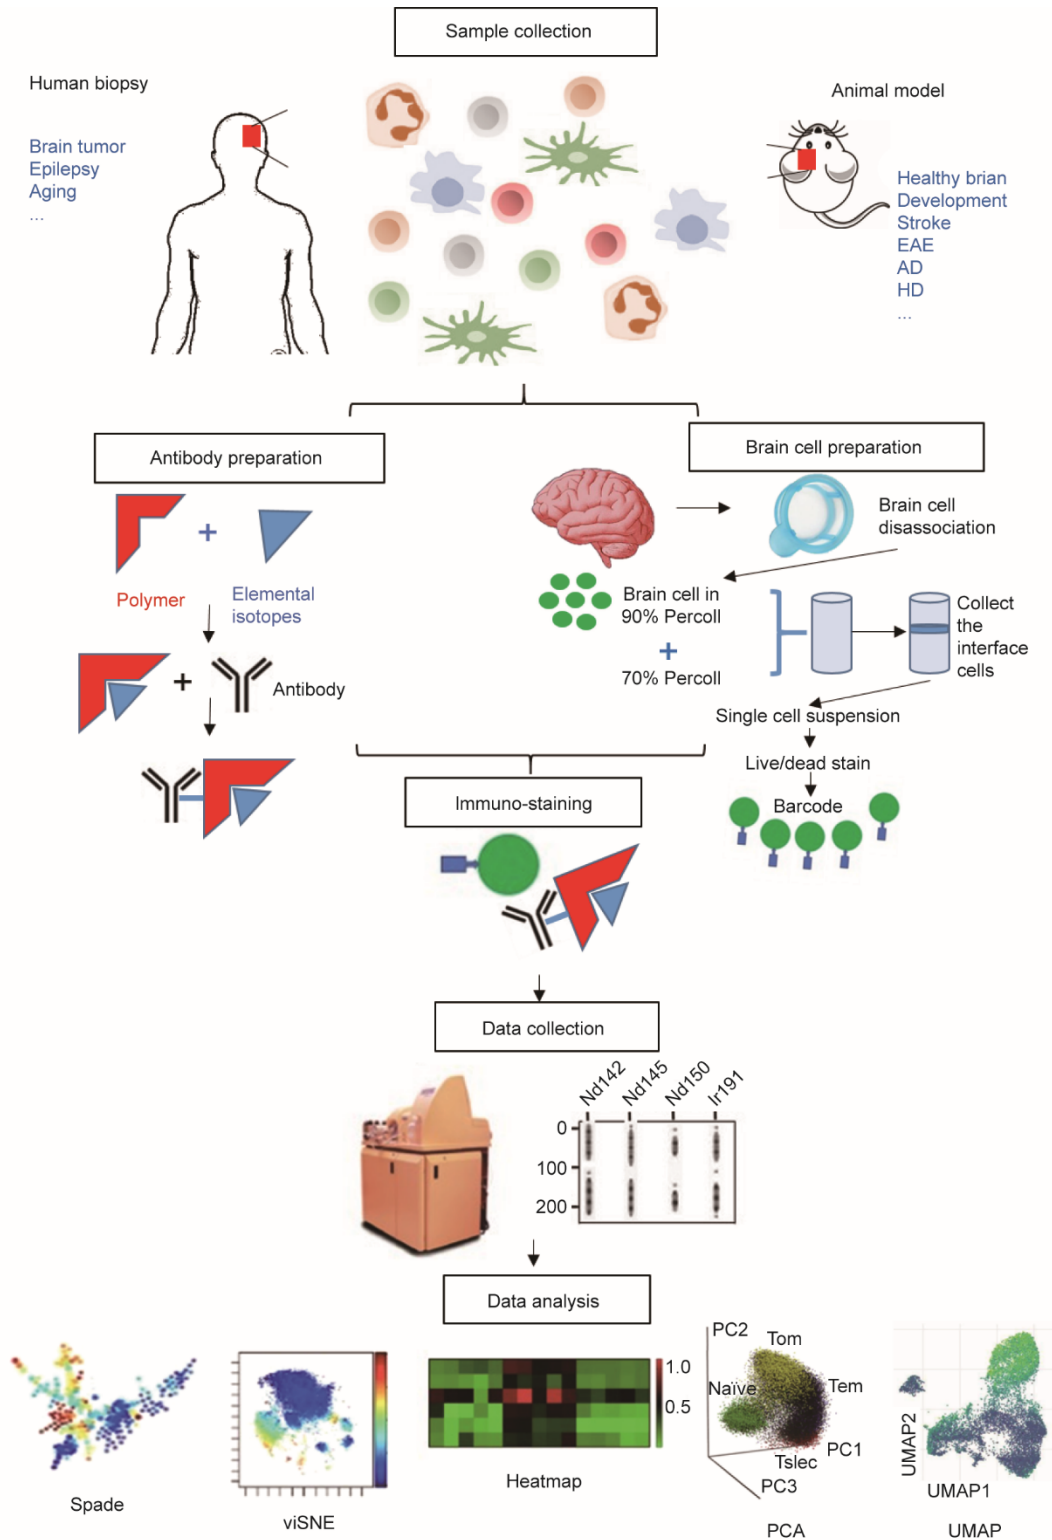 Sample collection
Human biopsy
Brain tumor
Epilepsy
Aging
...
Animal model
Healthy brian
Development
Stroke
EAE
AD
HD
...
Antibody preparation
Polymer
+
Elemental
isotopes
+
Antibody
Brain cell preparation
Brain cell
disassociation
Brain cell in
90% Percoll
+
70% Percoll
Collect
the
interface
cells
Single cell suspension
Live/dead stain
Barcode
Immuno-staining
Data collection
Nd142
Nd145
Nd150
Ir191
0
100
200
Data analysis
Spade
viSNE
1.0
0.5
Heatmap
PC2
Tom
Naïve
Tem
PC1
Tslec
PC3
PCA
UMAP2
UMAP1
UMAP